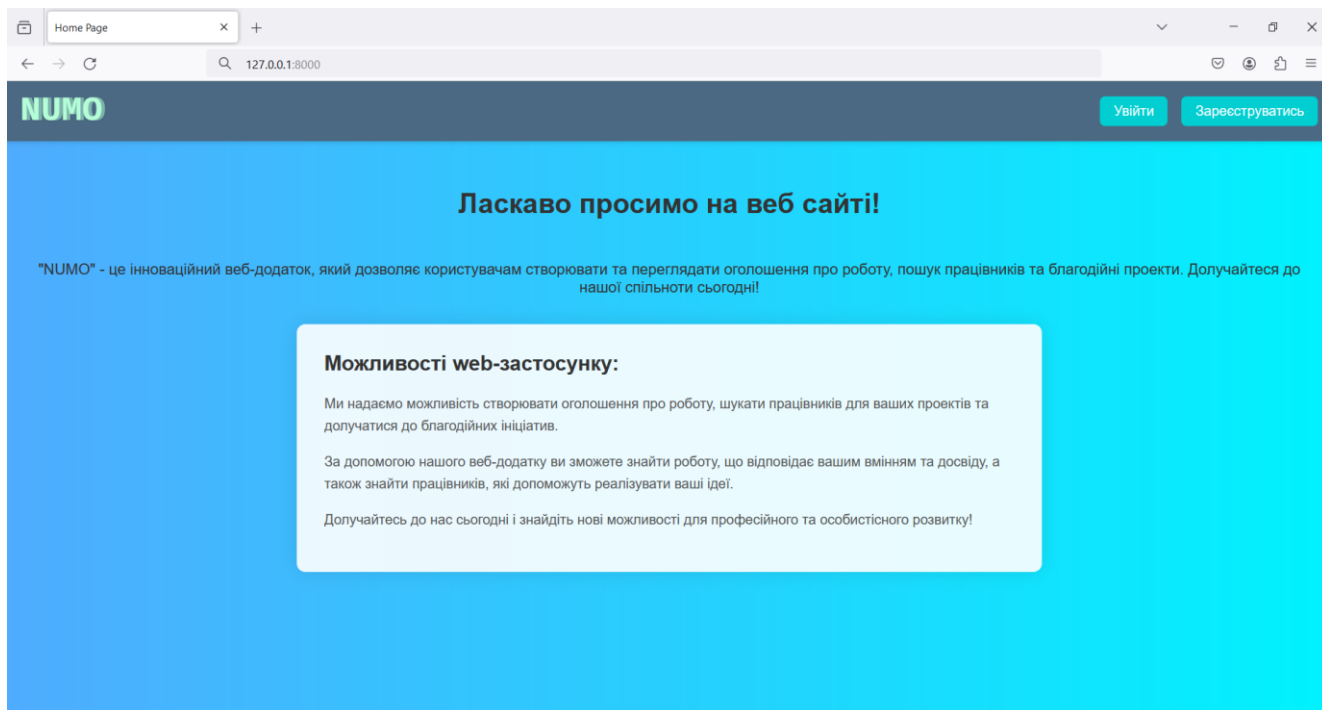 Home Page
127.0.0.1:8000
NUMO
Увійти
Зареєструватись
Ласкаво просимо на веб сайті!
"NUMO" - це інноваційний веб-додаток, який дозволяє користувачам створювати та переглядати оголошення про роботу, пошук працівників та благодійні проекти. Долучайтеся до
нашої спільноти сьогодні!
Можливості web-застосунку:
Ми надаємо можливість створювати оголошення про роботу, шукати працівників для ваших проектів та
долучатися до благодійних ініціатив.
За допомогою нашого веб-додатку ви зможете знайти роботу, що відповідає вашим вмінням та досвіду, а
також знайти працівників, які допоможуть реалізувати ваші ідеї.
Долучайтесь до нас сьогодні і знайдіть нові можливості для професійного та особистісного розвитку!